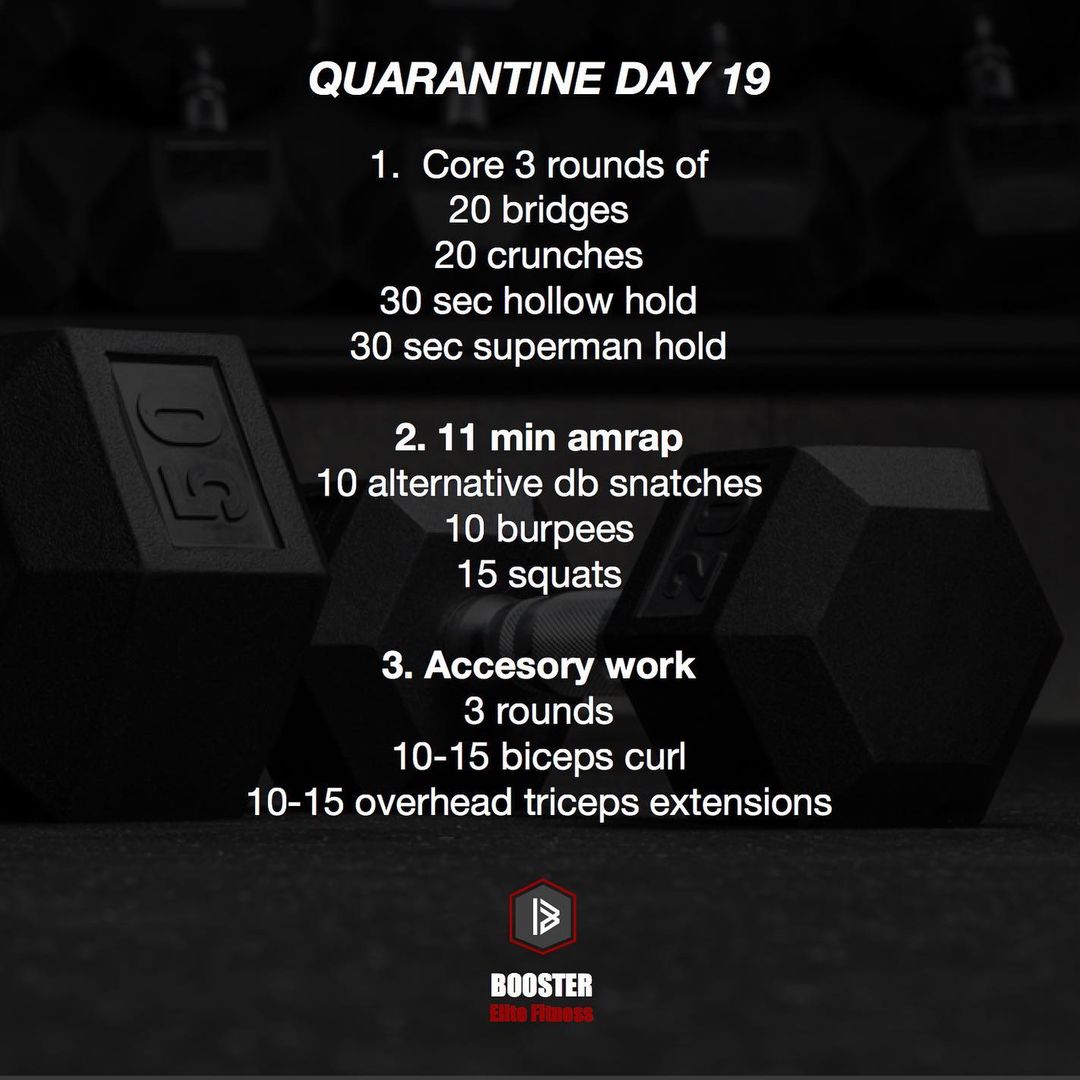 QUARANTINE DAY 19
1. Core 3 rounds of
20 bridges
20 crunches
30 sec hollow hold
30 sec superman hold
2. 11 min amrap
10 alternative db snatches
10 burpees
15 squats
3. Accesory work
3 rounds
10-15 biceps curl
10-15 overhead triceps extensions
50
20
BOOSTER
Elite Fitness